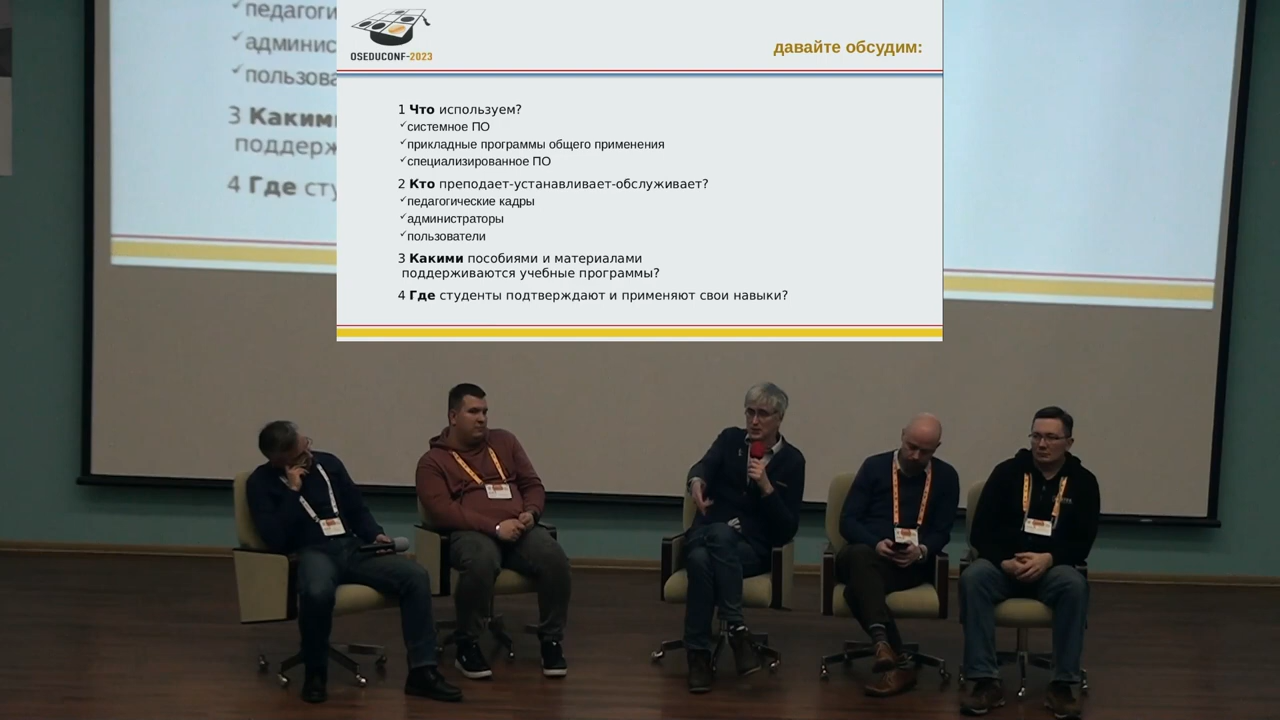 OSEDUCONF-2023
давайте обсудим:
1 Что используем?
✓системное ПО
✓прикладные программы общего применения
✓специализированное ПО
2 Кто преподает-устанавливает-обслуживает?
✓педагогические кадры
✓администраторы
✓пользователи
3 Какими пособиями и материалами
поддерживаются учебные программы?
4 Где студенты подтверждают и применяют свои навыки?
✓педагоги
✓админис
✓пользова
3 Каким
поддерж
4 Где сту